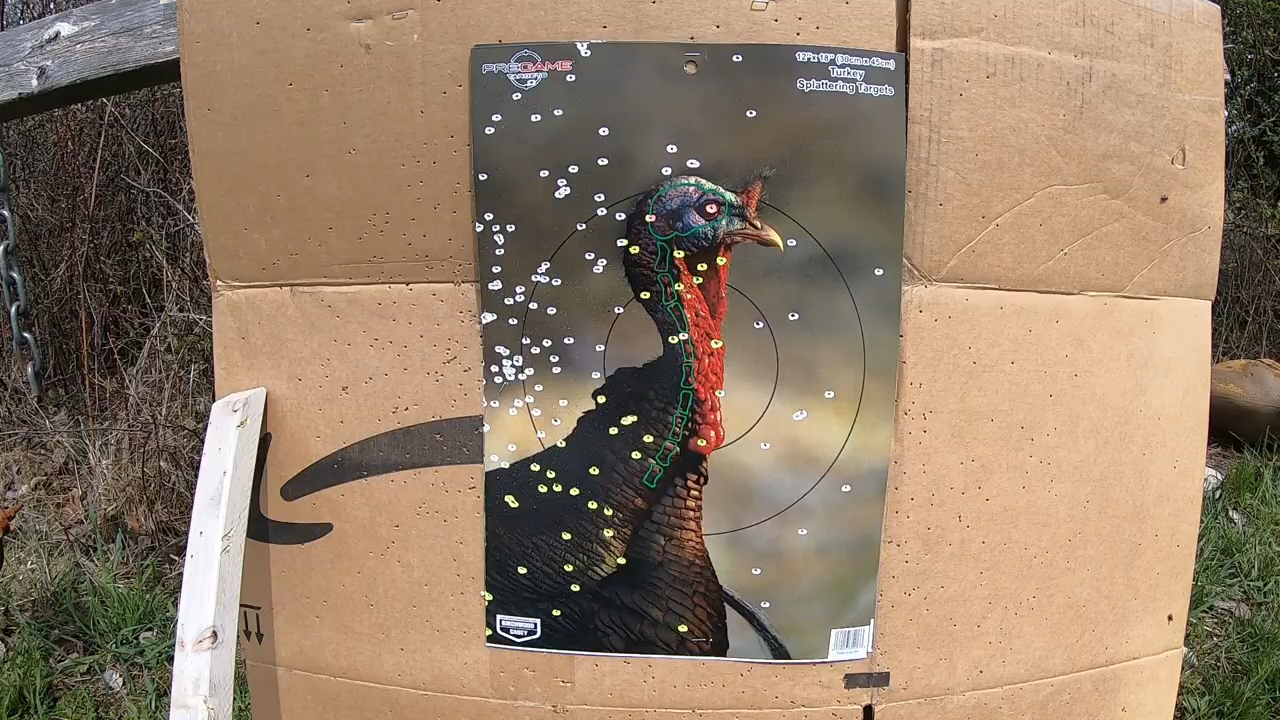 PREGAME
TARGETS
12"x 18" (30cm x 45cm)
Turkey
Splattering Targets
BIRCHWOOD
CASEY